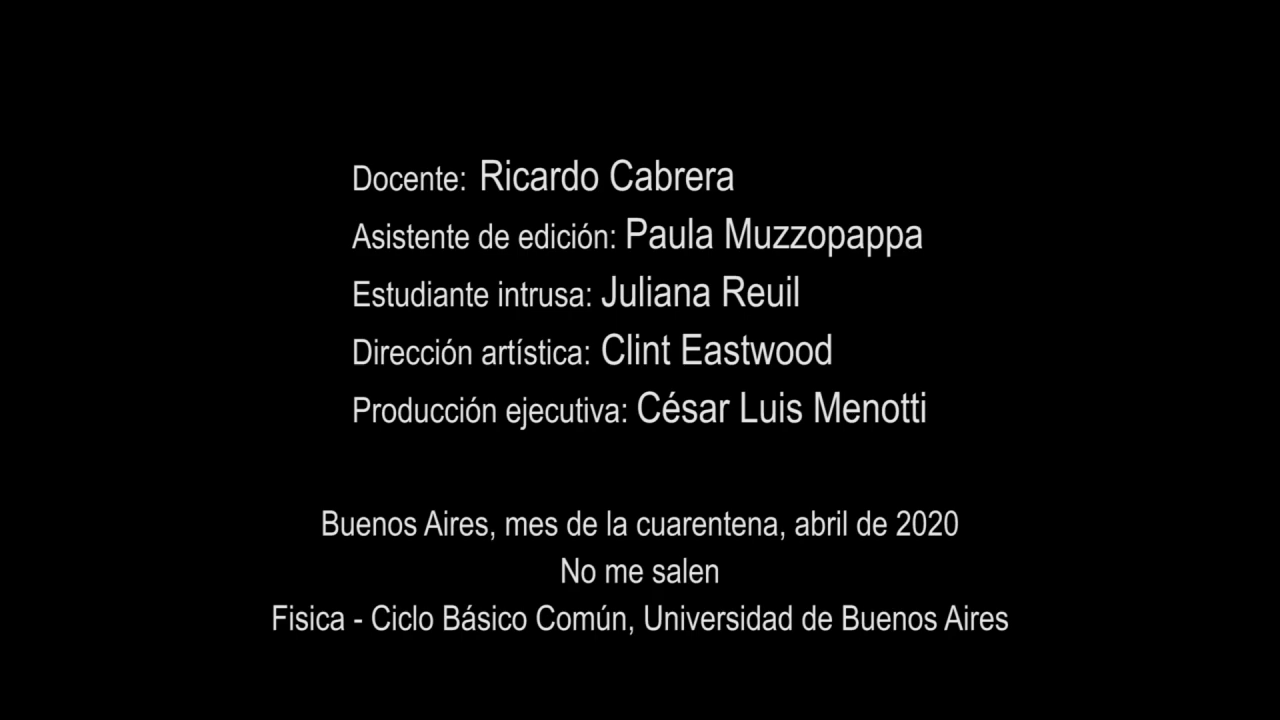 Docente: Ricardo Cabrera
Asistente de edición: Paula Muzzopappa
Estudiante intrusa: Juliana Reuil
Dirección artística: Clint Eastwood
Producción ejecutiva: César Luis Menotti
Buenos Aires, mes de la cuarentena, abril de 2020
No me salen
Fisica - Ciclo Básico Común, Universidad de Buenos Aires